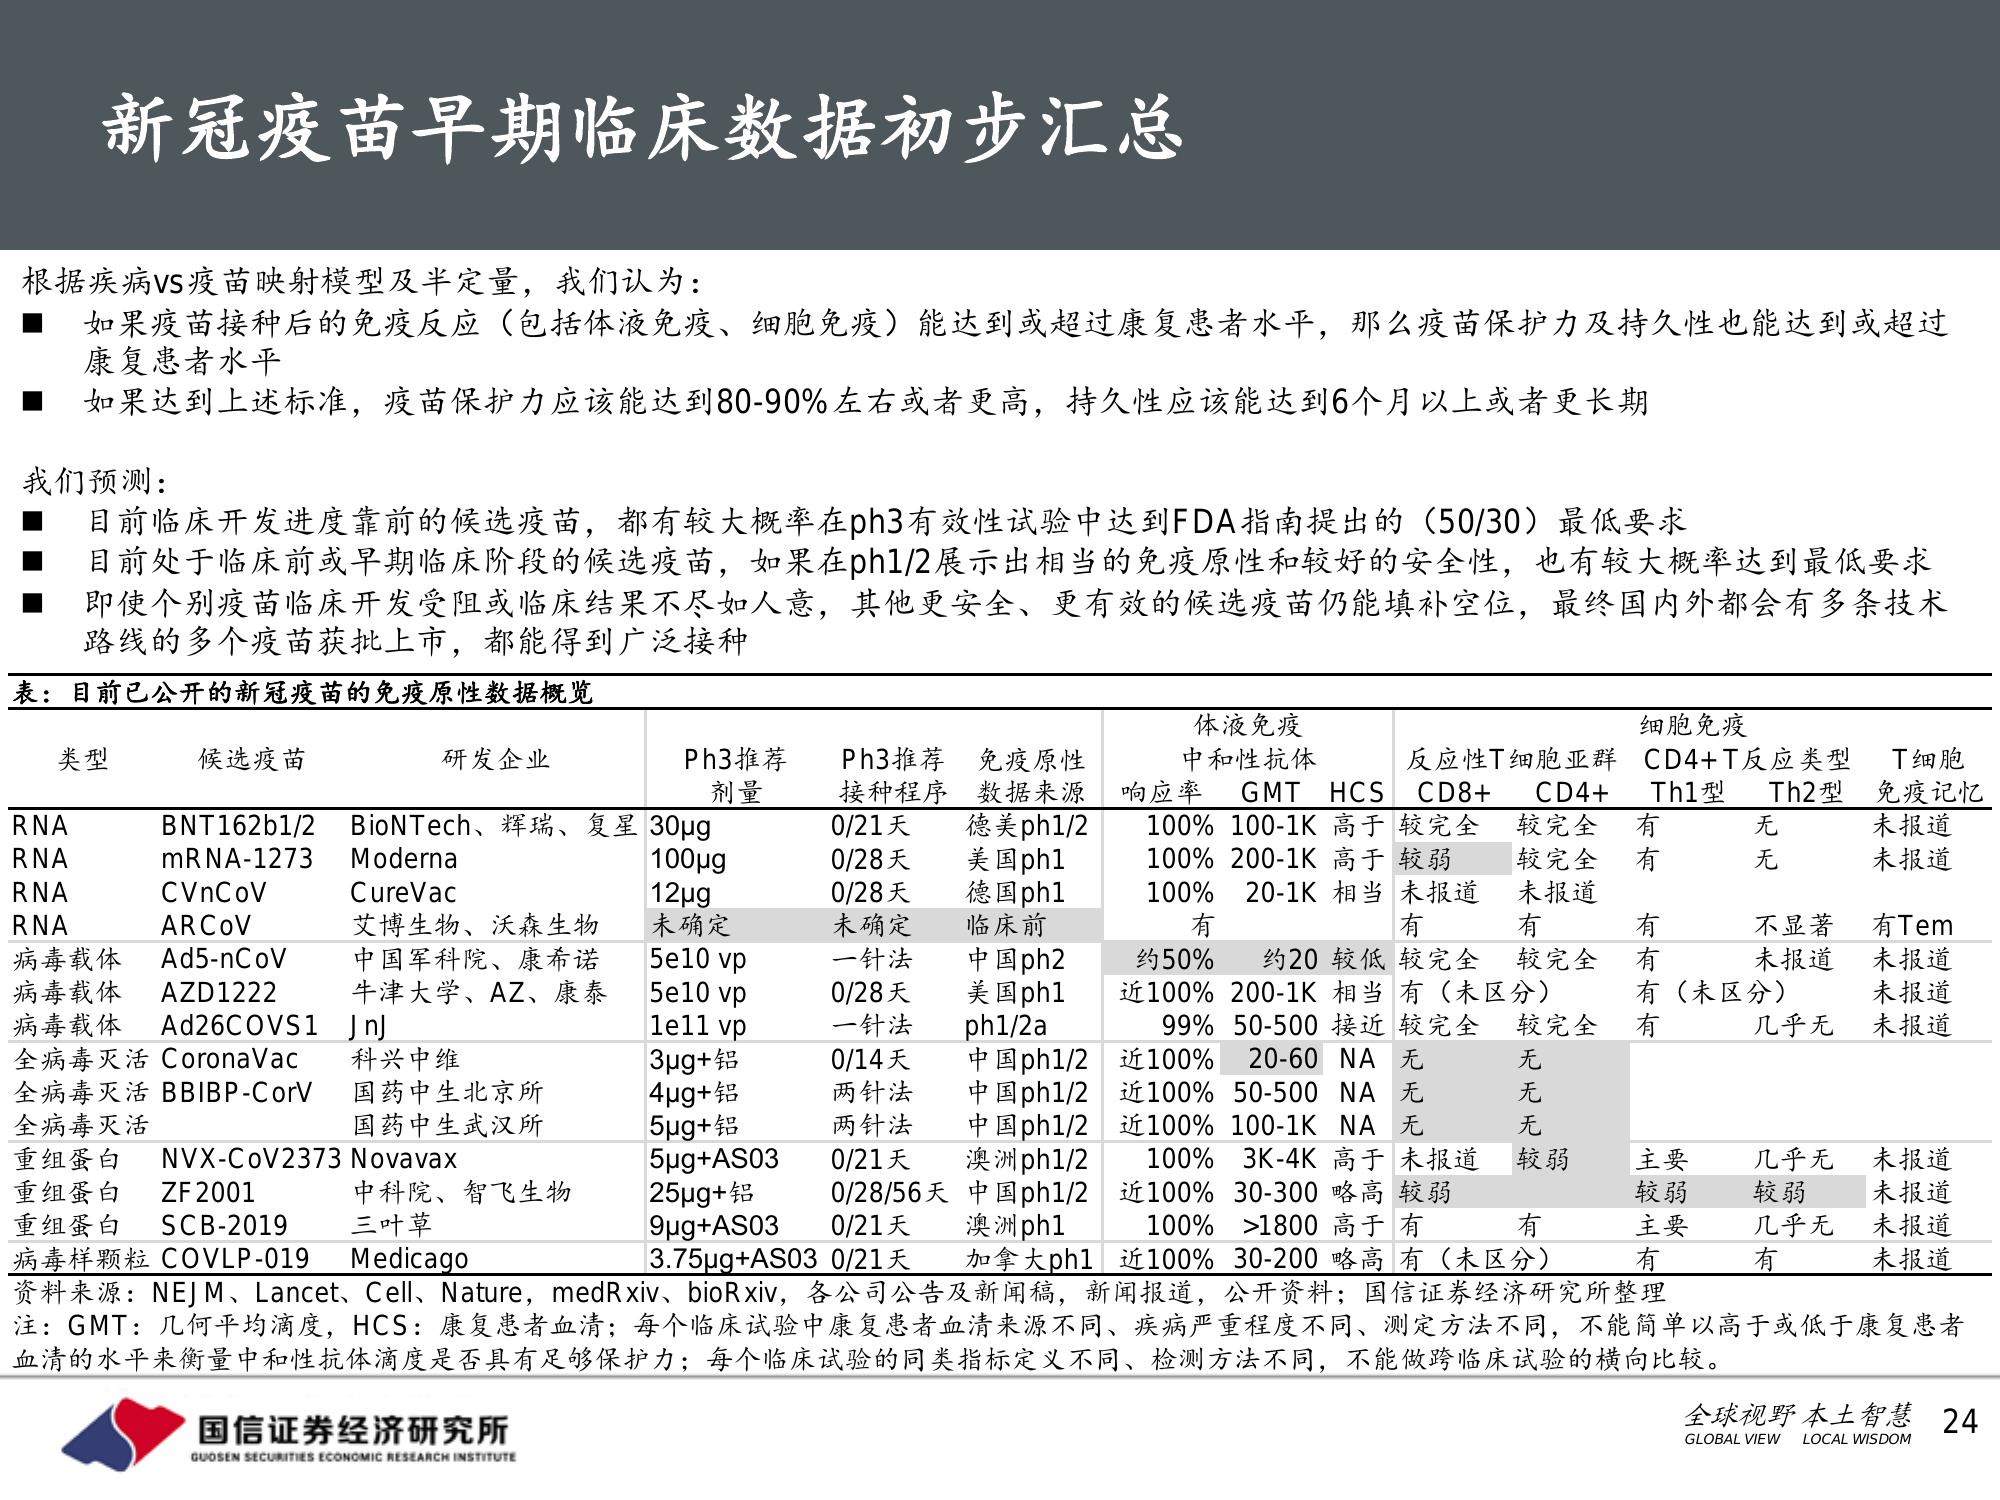 新冠疫苗早期临床数据初步汇总
根据疾病vs疫苗映射模型及半定量，我们认为：
■ 如果疫苗接种后的免疫反应（包括体液免疫、细胞免疫）能达到或超过康复患者水平，那么疫苗保护力及持久性也能达到或超过
康复患者水平
■ 如果达到上述标准，疫苗保护力应该能达到80-90%左右或者更高，持久性应该能达到6个月以上或者更长期
我们预测：
■ 目前临床开发进度靠前的候选疫苗，都有较大概率在ph3有效性试验中达到FDA指南提出的（50/30）最低要求
■ 目前处于临床前或早期临床阶段的候选疫苗，如果在ph1/2展示出相当的免疫原性和较好的安全性，也有较大概率达到最低要求
■ 即使个别疫苗临床开发受阻或临床结果不尽如人意，其他更安全、更有效的候选疫苗仍能填补空位，最终国内外都会有多条技术
路线的多个疫苗获批上市，都能得到广泛接种
表：目前已公开的新冠疫苗的免疫原性数据概览
体液免疫 细胞免疫
类型 候选疫苗 研发企业 Ph3推荐 Ph3推荐 免疫原性 中和性抗体 反应性T细胞亚群 CD4+T反应类型 T细胞
剂量 接种程序 数据来源 响应率 GMT HCS CD8+ CD4+ Th1型 Th2型 免疫记忆
RNA BNT162b1/2 BioNTech、辉瑞、复星 30μg 0/21天 德美ph1/2 100% 100-1K 高于 较完全 较完全 有 无 未报道
RNA mRNA-1273 Moderna 100μg 0/28天 美国ph1 100% 200-1K 高于 较弱 较完全 有 无 未报道
RNA CVnCoV CureVac 12μg 0/28天 德国ph1 100% 20-1K 相当 未报道 未报道
RNA ARCoV 艾博生物、沃森生物 未确定 未确定 临床前 有 有 有 有 不显著 有Tem
病毒载体 Ad5-nCoV 中国军科院、康希诺 5e10 vp 一针法 中国ph2 约50% 约20 较低 较完全 较完全 有 未报道 未报道
病毒载体 AZD1222 牛津大学、AZ、康泰 5e10 vp 0/28天 美国ph1 近100% 200-1K 相当 有（未区分） 有（未区分） 未报道
病毒载体 Ad26COVS1 JnJ 1e11 vp 一针法 ph1/2a 99% 50-500 接近 较完全 较完全 有 几乎无 未报道
全病毒灭活 CoronaVac 科兴中维 3μg+铝 0/14天 中国ph1/2 近100% 20-60 NA 无 无
全病毒灭活 BBIBP-CorV 国药中生北京所 4μg+铝 两针法 中国ph1/2 近100% 50-500 NA 无 无
全病毒灭活 国药中生武汉所 5μg+铝 两针法 中国ph1/2 近100% 100-1K NA 无 无
重组蛋白 NVX-CoV2373 Novavax 5μg+AS03 0/21天 澳洲ph1/2 100% 3K-4K 高于 未报道 较弱 主要 几乎无 未报道
重组蛋白 ZF2001 中科院、智飞生物 25μg+铝 0/28/56天 中国ph1/2 近100% 30-300 略高 较弱 较弱 较弱 未报道
重组蛋白 SCB-2019 三叶草 9μg+AS03 0/21天 澳洲ph1 100% >1800 高于 有 有 主要 几乎无 未报道
病毒样颗粒 COVLP-019 Medicago 3.75μg+AS03 0/21天 加拿大ph1 近100% 30-200 略高 有（未区分） 有 有 未报道
资料来源：NEJM、Lancet、Cell、Nature，medRxiv、bioRxiv，各公司公告及新闻稿，新闻报道，公开资料；国信证券经济研究所整理
注：GMT：几何平均滴度，HCS：康复患者血清；每个临床试验中康复患者血清来源不同、疾病严重程度不同、测定方法不同，不能简单以高于或低于康复患者
血清的水平来衡量中和性抗体滴度是否具有足够保护力；每个临床试验的同类指标定义不同、检测方法不同，不能做跨临床试验的横向比较。
国信证券经济研究所
GUOSEN SECURITIES ECONOMIC RESEARCH INSTITUTE
全球视野 本土智慧
GLOBAL VIEW LOCAL WISDOM
24